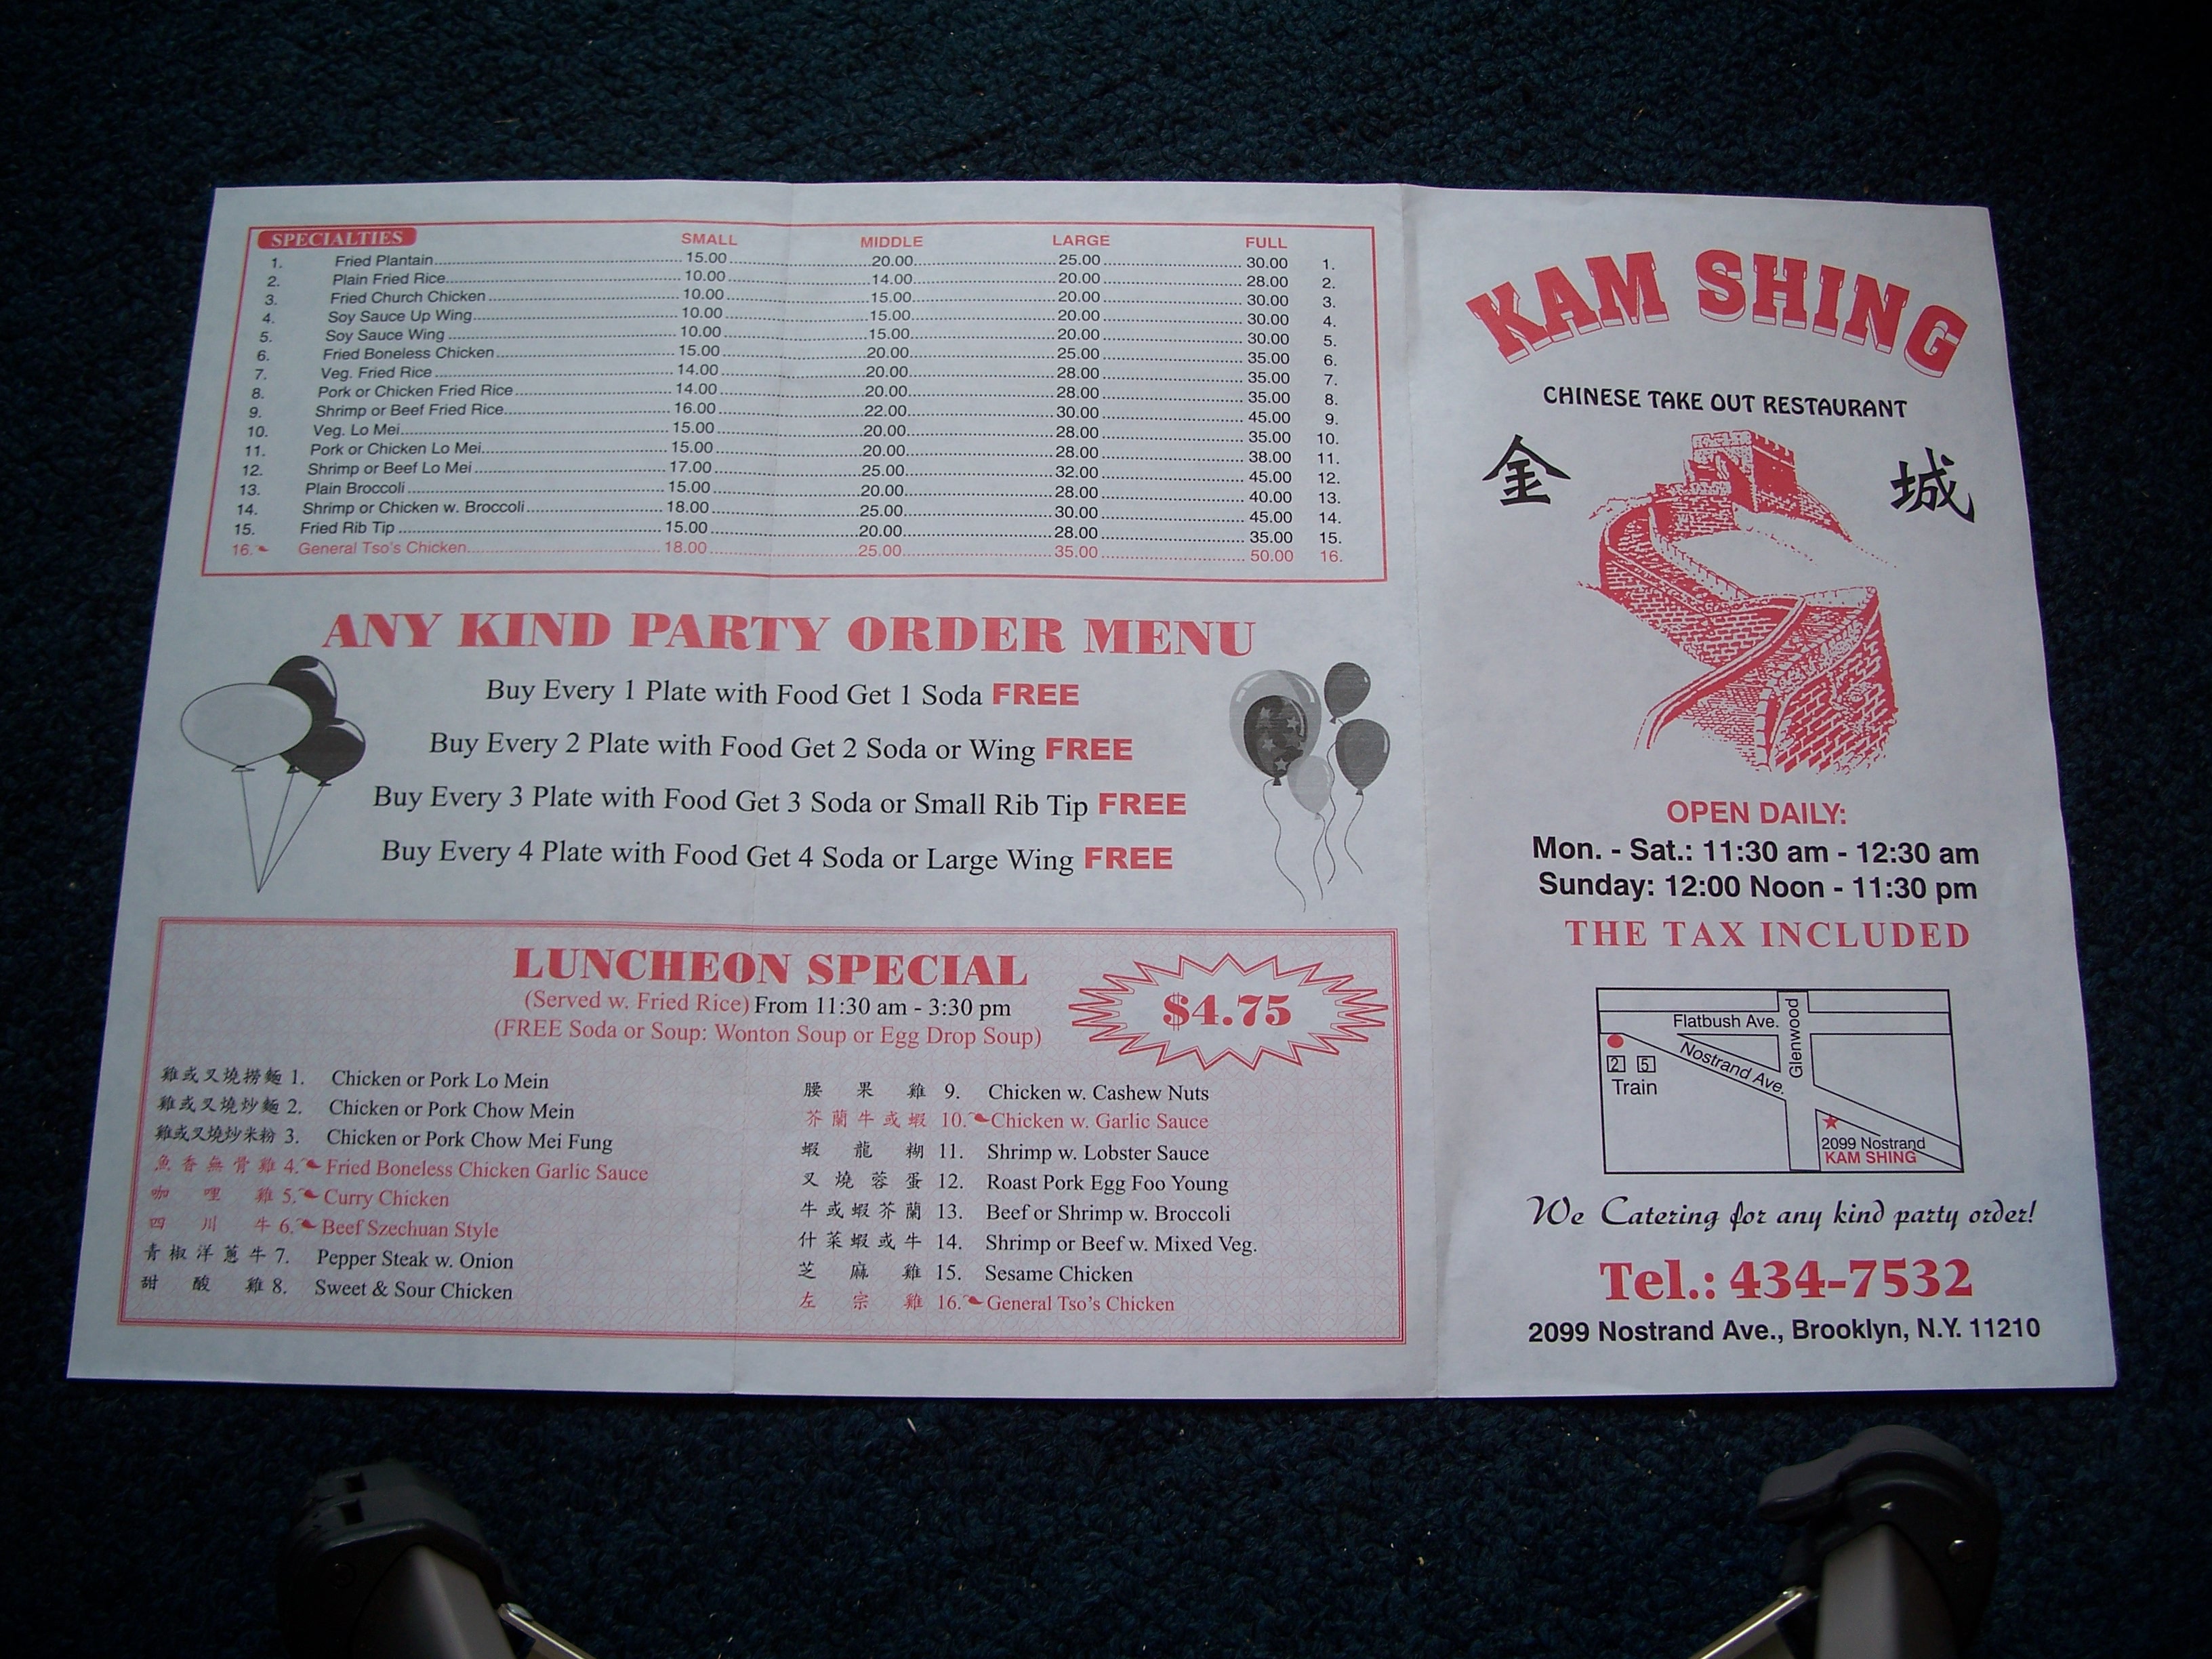 SPECIALTIES SMALL MIDDLE LARGE FULL
1. Fried Plantain 15.00 20.00 25.00 30.00 1.
2. Plain Fried Rice 10.00 14.00 20.00 28.00 2.
3. Fried Church Chicken 10.00 15.00 20.00 30.00 3.
4. Soy Sauce Up Wing 10.00 15.00 20.00 30.00 4.
5. Soy Sauce Wing 10.00 15.00 20.00 30.00 5.
6. Fried Boneless Chicken 15.00 20.00 25.00 35.00 6.
7. Veg. Fried Rice 14.00 20.00 28.00 35.00 7.
8. Pork or Chicken Fried Rice 14.00 20.00 28.00 35.00 8.
9. Shrimp or Beef Fried Rice 16.00 22.00 30.00 45.00 9.
10. Veg. Lo Mei 15.00 20.00 28.00 35.00 10.
11. Pork or Chicken Lo Mei 15.00 20.00 28.00 38.00 11.
12. Shrimp or Beef Lo Mei 17.00 25.00 32.00 45.00 12.
13. Plain Broccoli 15.00 20.00 28.00 40.00 13.
14. Shrimp or Chicken w. Broccoli 18.00 25.00 30.00 45.00 14.
15. Fried Rib Tip 15.00 20.00 28.00 35.00 15.
16. General Tso's Chicken 18.00 25.00 35.00 50.00 16.
ANY KIND PARTY ORDER MENU
Buy Every 1 Plate with Food Get 1 Soda FREE
Buy Every 2 Plate with Food Get 2 Soda or Wing FREE
Buy Every 3 Plate with Food Get 3 Soda or Small Rib Tip FREE
Buy Every 4 Plate with Food Get 4 Soda or Large Wing FREE
LUNCHEON SPECIAL
(Served w. Fried Rice) From 11:30 am - 3:30 pm
(FREE Soda or Soup: Wonton Soup or Egg Drop Soup)
$4.75
雞或叉燒撈麵 1. Chicken or Pork Lo Mein
雞或叉燒炒麵 2. Chicken or Pork Chow Mein
雞或叉燒炒米粉 3. Chicken or Pork Chow Mei Fung
魚香無骨雞 4. Fried Boneless Chicken Garlic Sauce
咖哩雞 5. Curry Chicken
四川牛 6. Beef Szechuan Style
青椒洋蔥牛 7. Pepper Steak w. Onion
甜酸雞 8. Sweet & Sour Chicken
腰果雞 9. Chicken w. Cashew Nuts
芥蘭牛或蝦 10. Chicken w. Garlic Sauce
蝦龍糊 11. Shrimp w. Lobster Sauce
叉燒蓉蛋 12. Roast Pork Egg Foo Young
牛或蝦芥蘭 13. Beef or Shrimp w. Broccoli
什菜蝦或牛 14. Shrimp or Beef w. Mixed Veg.
芝麻雞 15. Sesame Chicken
左宗雞 16. General Tso's Chicken
KAM SHING
CHINESE TAKE OUT RESTAURANT
金 城
OPEN DAILY:
Mon. - Sat.: 11:30 am - 12:30 am
Sunday: 12:00 Noon - 11:30 pm
THE TAX INCLUDED
Flatbush Ave.
Glenwood
Nostrand Ave.
2 5
Train
2099 Nostrand
KAM SHING
We Catering for any kind party order!
Tel.: 434-7532
2099 Nostrand Ave., Brooklyn, N.Y. 11210